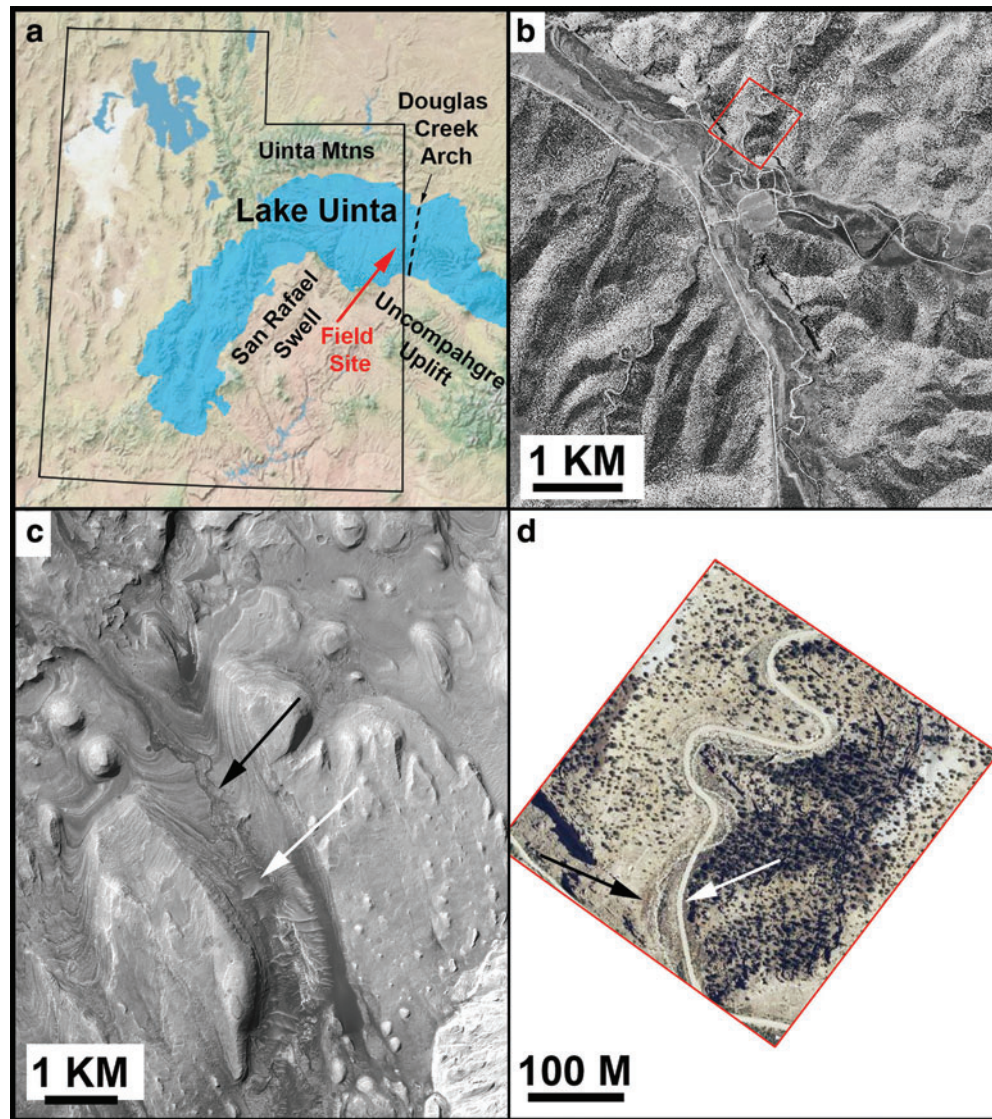 a
Douglas
Creek
Arch
Uinta Mtns
Lake Uinta
San Rafael
Swell
Field
Site
Uncompahgre
Uplift
b
1 KM
c
1 KM
d
100 M